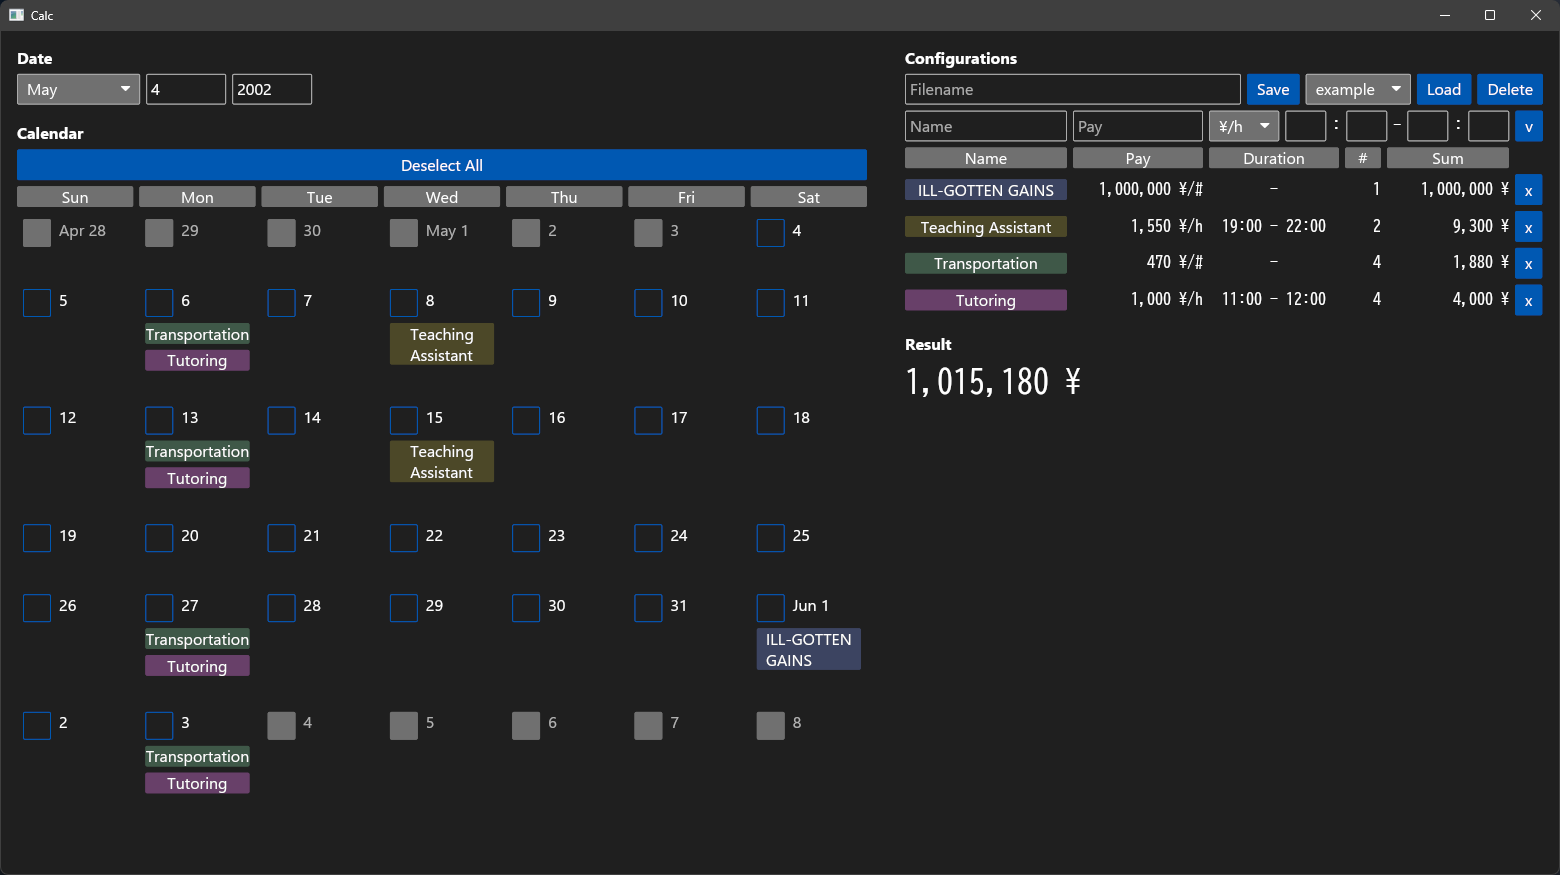 Calc
Date
May 4 2002
Calendar
Deselect All
Sun Mon Tue Wed Thu Fri Sat
Apr 28 29 30 May 1 2 3 4
5 6 7 8 9 10 11
Transportation Teaching
Assistant
Tutoring
12 13 14 15 16 17 18
Transportation Teaching
Assistant
Tutoring
19 20 21 22 23 24 25
26 27 28 29 30 31 Jun 1
Transportation ILL-GOTTEN
GAINS
Tutoring
2 3 4 5 6 7 8
Transportation
Tutoring
Configurations
Filename Save example Load Delete
Name Pay ¥/h : - : v
Name Pay Duration # Sum
ILL-GOTTEN GAINS 1,000,000 ¥/# - 1 1,000,000 ¥ x
Teaching Assistant 1,550 ¥/h 19:00 - 22:00 2 9,300 ¥ x
Transportation 470 ¥/# - 4 1,880 ¥ x
Tutoring 1,000 ¥/h 11:00 - 12:00 4 4,000 ¥ x
Result
1,015,180 ¥